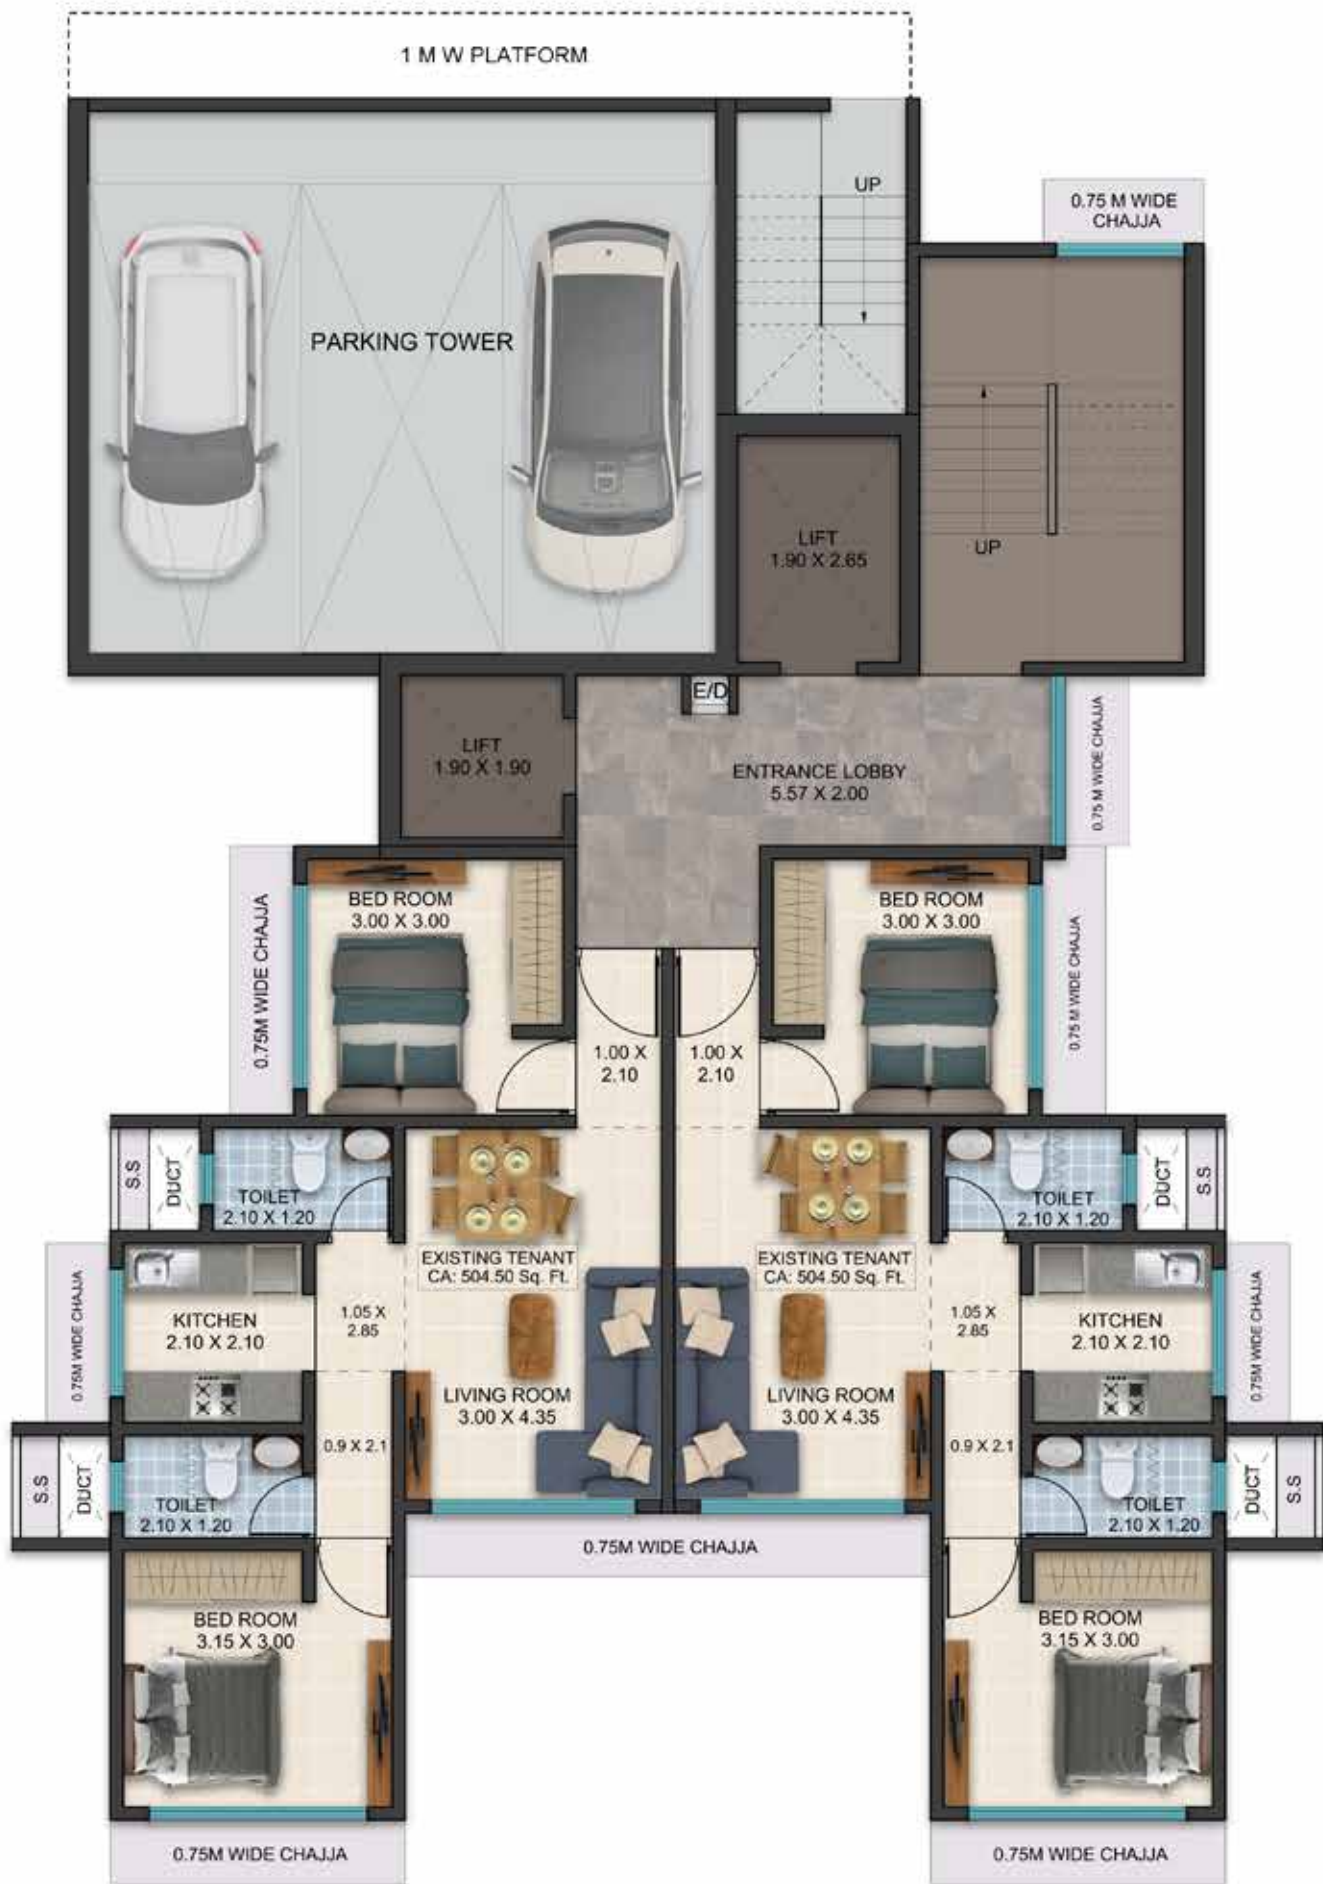 1 M W PLATFORM
UP
0.75 M WIDE
CHAJJA
PARKING TOWER
LIFT
1.90 X 2.65
UP
E/D
LIFT
1.90 X 1.90
ENTRANCE LOBBY
5.57 X 2.00
0.75 M WIDE CHAJJA
0.75M WIDE CHAJJA
BED ROOM
3.00 X 3.00
BED ROOM
3.00 X 3.00
0.75 M WIDE CHAJJA
1.00 X
2.10
1.00 X
2.10
S.S
DUCT
TOILET
2.10 X 1.20
TOILET
2.10 X 1.20
DUCT
S.S
EXISTING TENANT
CA: 504.50 Sq. Ft.
EXISTING TENANT
CA: 504.50 Sq. Ft.
0.75M WIDE CHAJJA
KITCHEN
2.10 X 2.10
1.05 X
2.85
1.05 X
2.85
KITCHEN
2.10 X 2.10
0.75M WIDE CHAJJA
LIVING ROOM
3.00 X 4.35
LIVING ROOM
3.00 X 4.35
0.9 X 2.1
0.9 X 2.1
S.S
DUCT
TOILET
2.10 X 1.20
TOILET
2.10 X 1.20
DUCT
S.S
0.75M WIDE CHAJJA
BED ROOM
3.15 X 3.00
BED ROOM
3.15 X 3.00
0.75M WIDE CHAJJA
0.75M WIDE CHAJJA